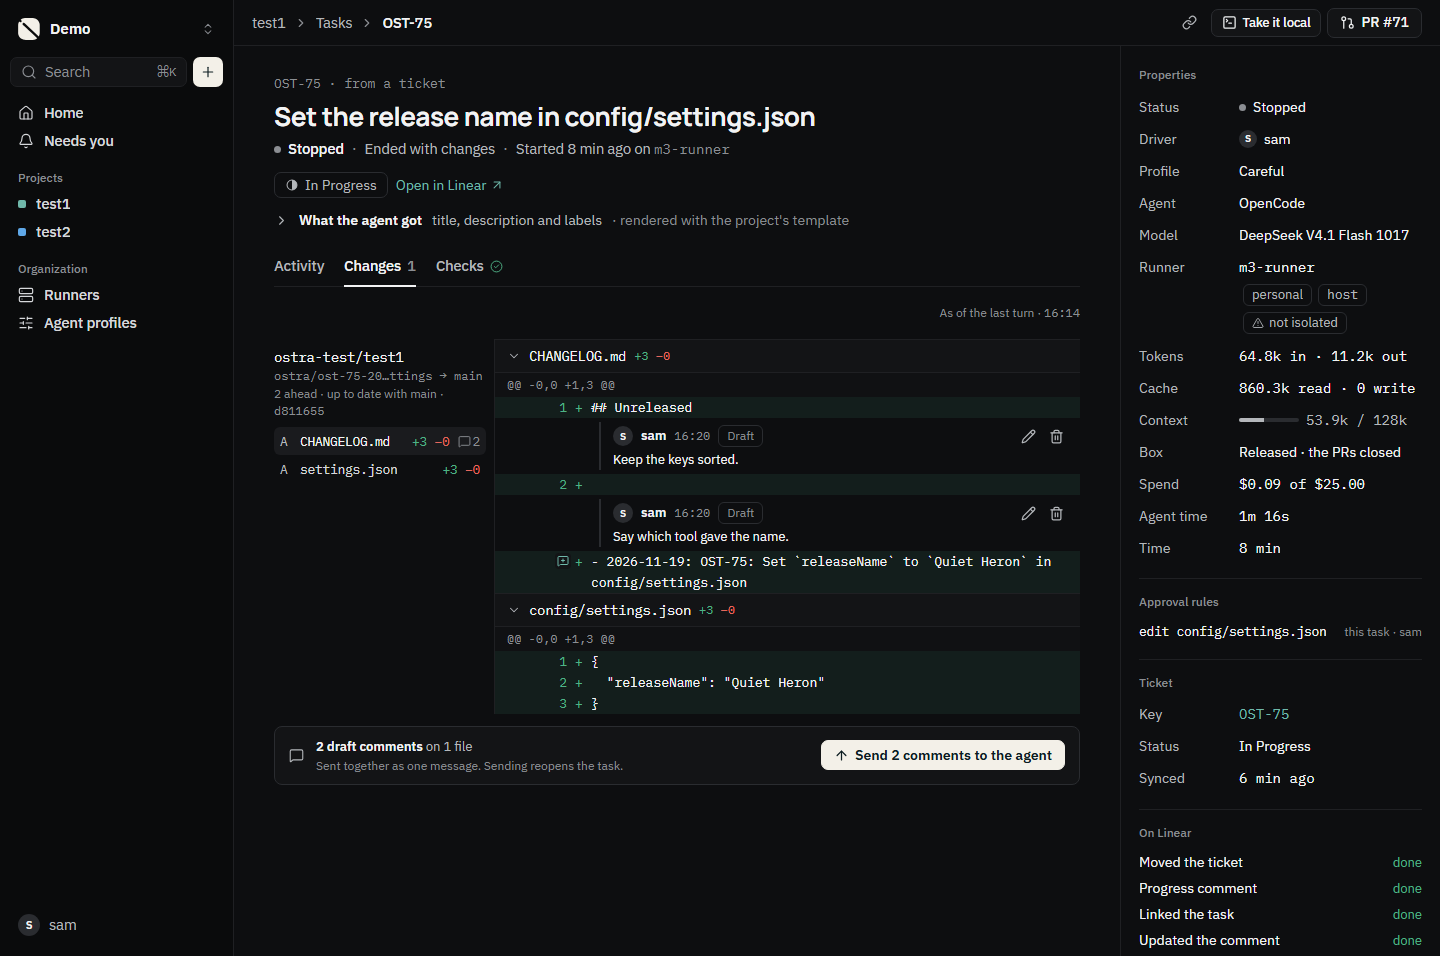 Demo
Search ⌘K
Home
Needs you
Projects
test1
test2
Organization
Runners
Agent profiles
S sam
test1 > Tasks > OST-75
Take it local
PR #71
OST-75 · from a ticket
Set the release name in config/settings.json
Stopped · Ended with changes · Started 8 min ago on m3-runner
In Progress Open in Linear ↗
What the agent got title, description and labels · rendered with the project's template
Activity Changes 1 Checks
As of the last turn · 16:14
ostra-test/test1
ostra/ost-75-20…ttings → main
2 ahead · up to date with main ·
d811655
A CHANGELOG.md +3 −0 2
A settings.json +3 −0
CHANGELOG.md +3 −0
@@ -0,0 +1,3 @@
1 + ## Unreleased
S sam 16:20 Draft
Keep the keys sorted.
2 +
S sam 16:20 Draft
Say which tool gave the name.
+ - 2026-11-19: OST-75: Set `releaseName` to `Quiet Heron` in
config/settings.json
config/settings.json +3 −0
@@ -0,0 +1,3 @@
1 + {
2 + "releaseName": "Quiet Heron"
3 + }
2 draft comments on 1 file
Sent together as one message. Sending reopens the task.
↑ Send 2 comments to the agent
Properties
Status Stopped
Driver S sam
Profile Careful
Agent OpenCode
Model DeepSeek V4.1 Flash 1017
Runner m3-runner
personal host
not isolated
Tokens 64.8k in · 11.2k out
Cache 860.3k read · 0 write
Context 53.9k / 128k
Box Released · the PRs closed
Spend $0.09 of $25.00
Agent time 1m 16s
Time 8 min
Approval rules
edit config/settings.json this task · sam
Ticket
Key OST-75
Status In Progress
Synced 6 min ago
On Linear
Moved the ticket done
Progress comment done
Linked the task done
Updated the comment done